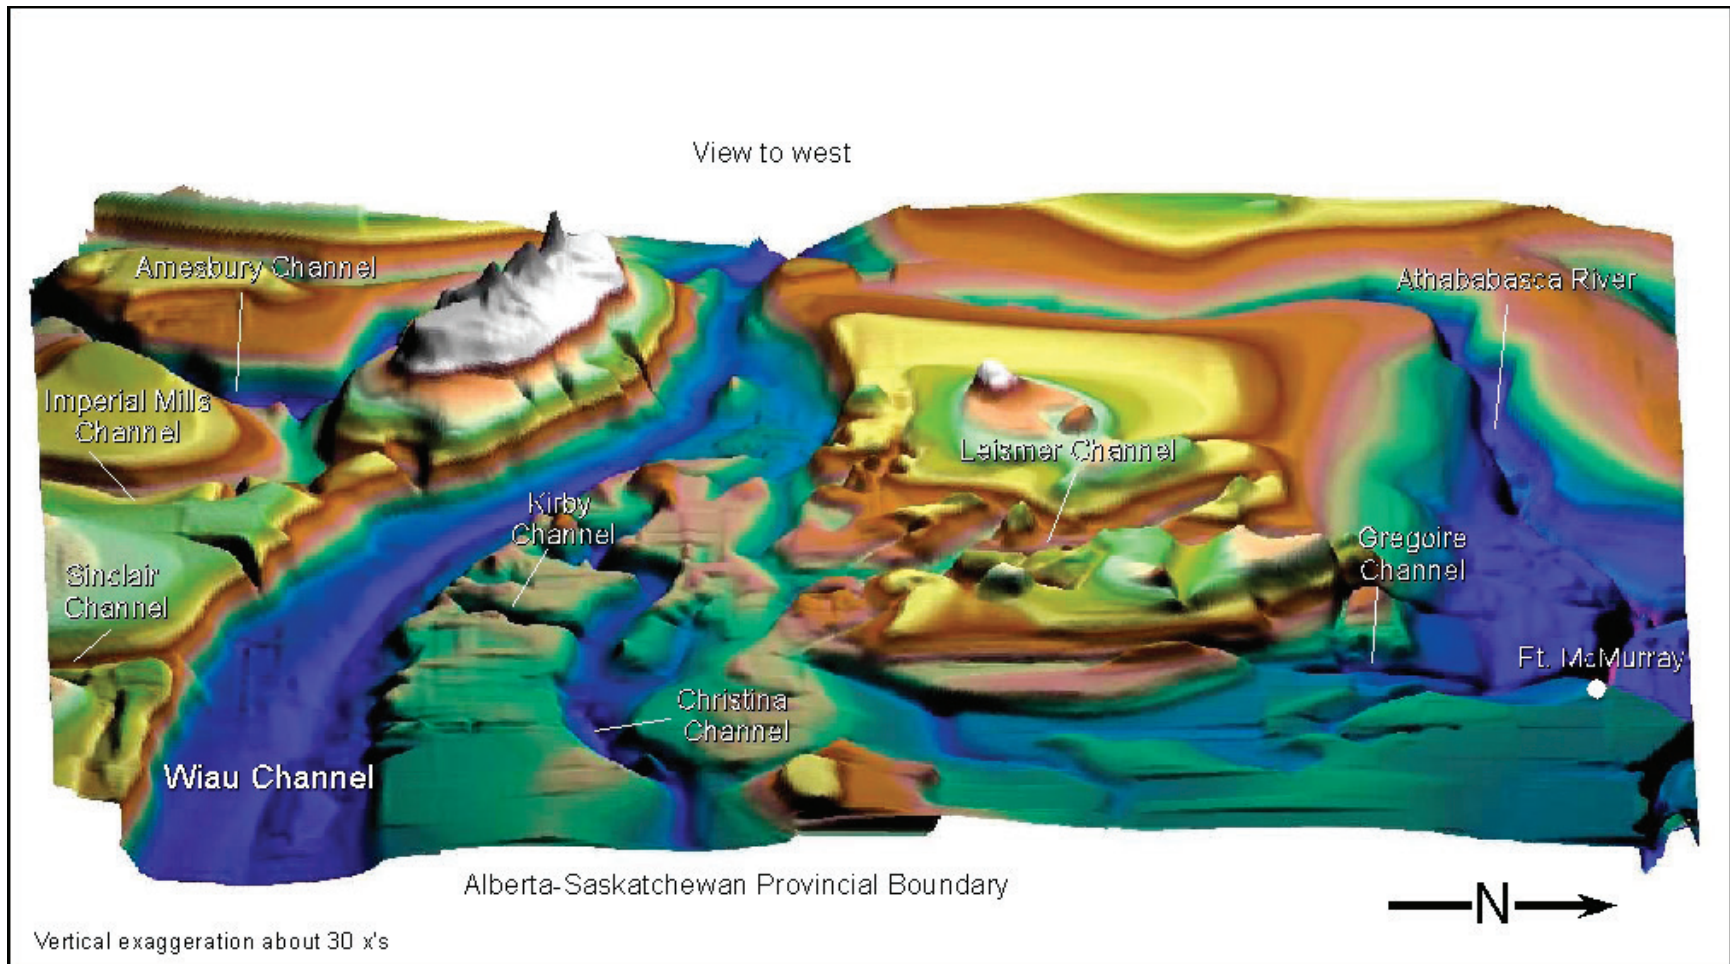 View to west
Amesbury Channel
Athababasca River
Imperial Mills
Channel
Leismer Channel
Kirby
Channel
Gregoire
Channel
Sinclair
Channel
Ft. McMurray
Christina
Channel
Wiau Channel
Alberta-Saskatchewan Provincial Boundary
N
Vertical exaggeration about 30 x's